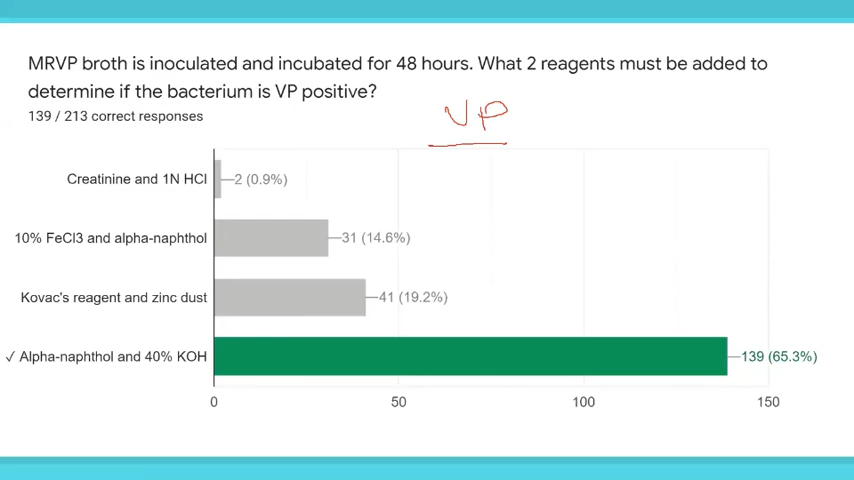 MRVP broth is inoculated and incubated for 48 hours. What 2 reagents must be added to
determine if the bacterium is VP positive?
139 / 213 correct responses
VP
Creatinine and 1N HCl
2 (0.9%)
10% FeCl3 and alpha-naphthol
31 (14.6%)
Kovac's reagent and zinc dust
41 (19.2%)
✓ Alpha-naphthol and 40% KOH
139 (65.3%)
0
50
100
150